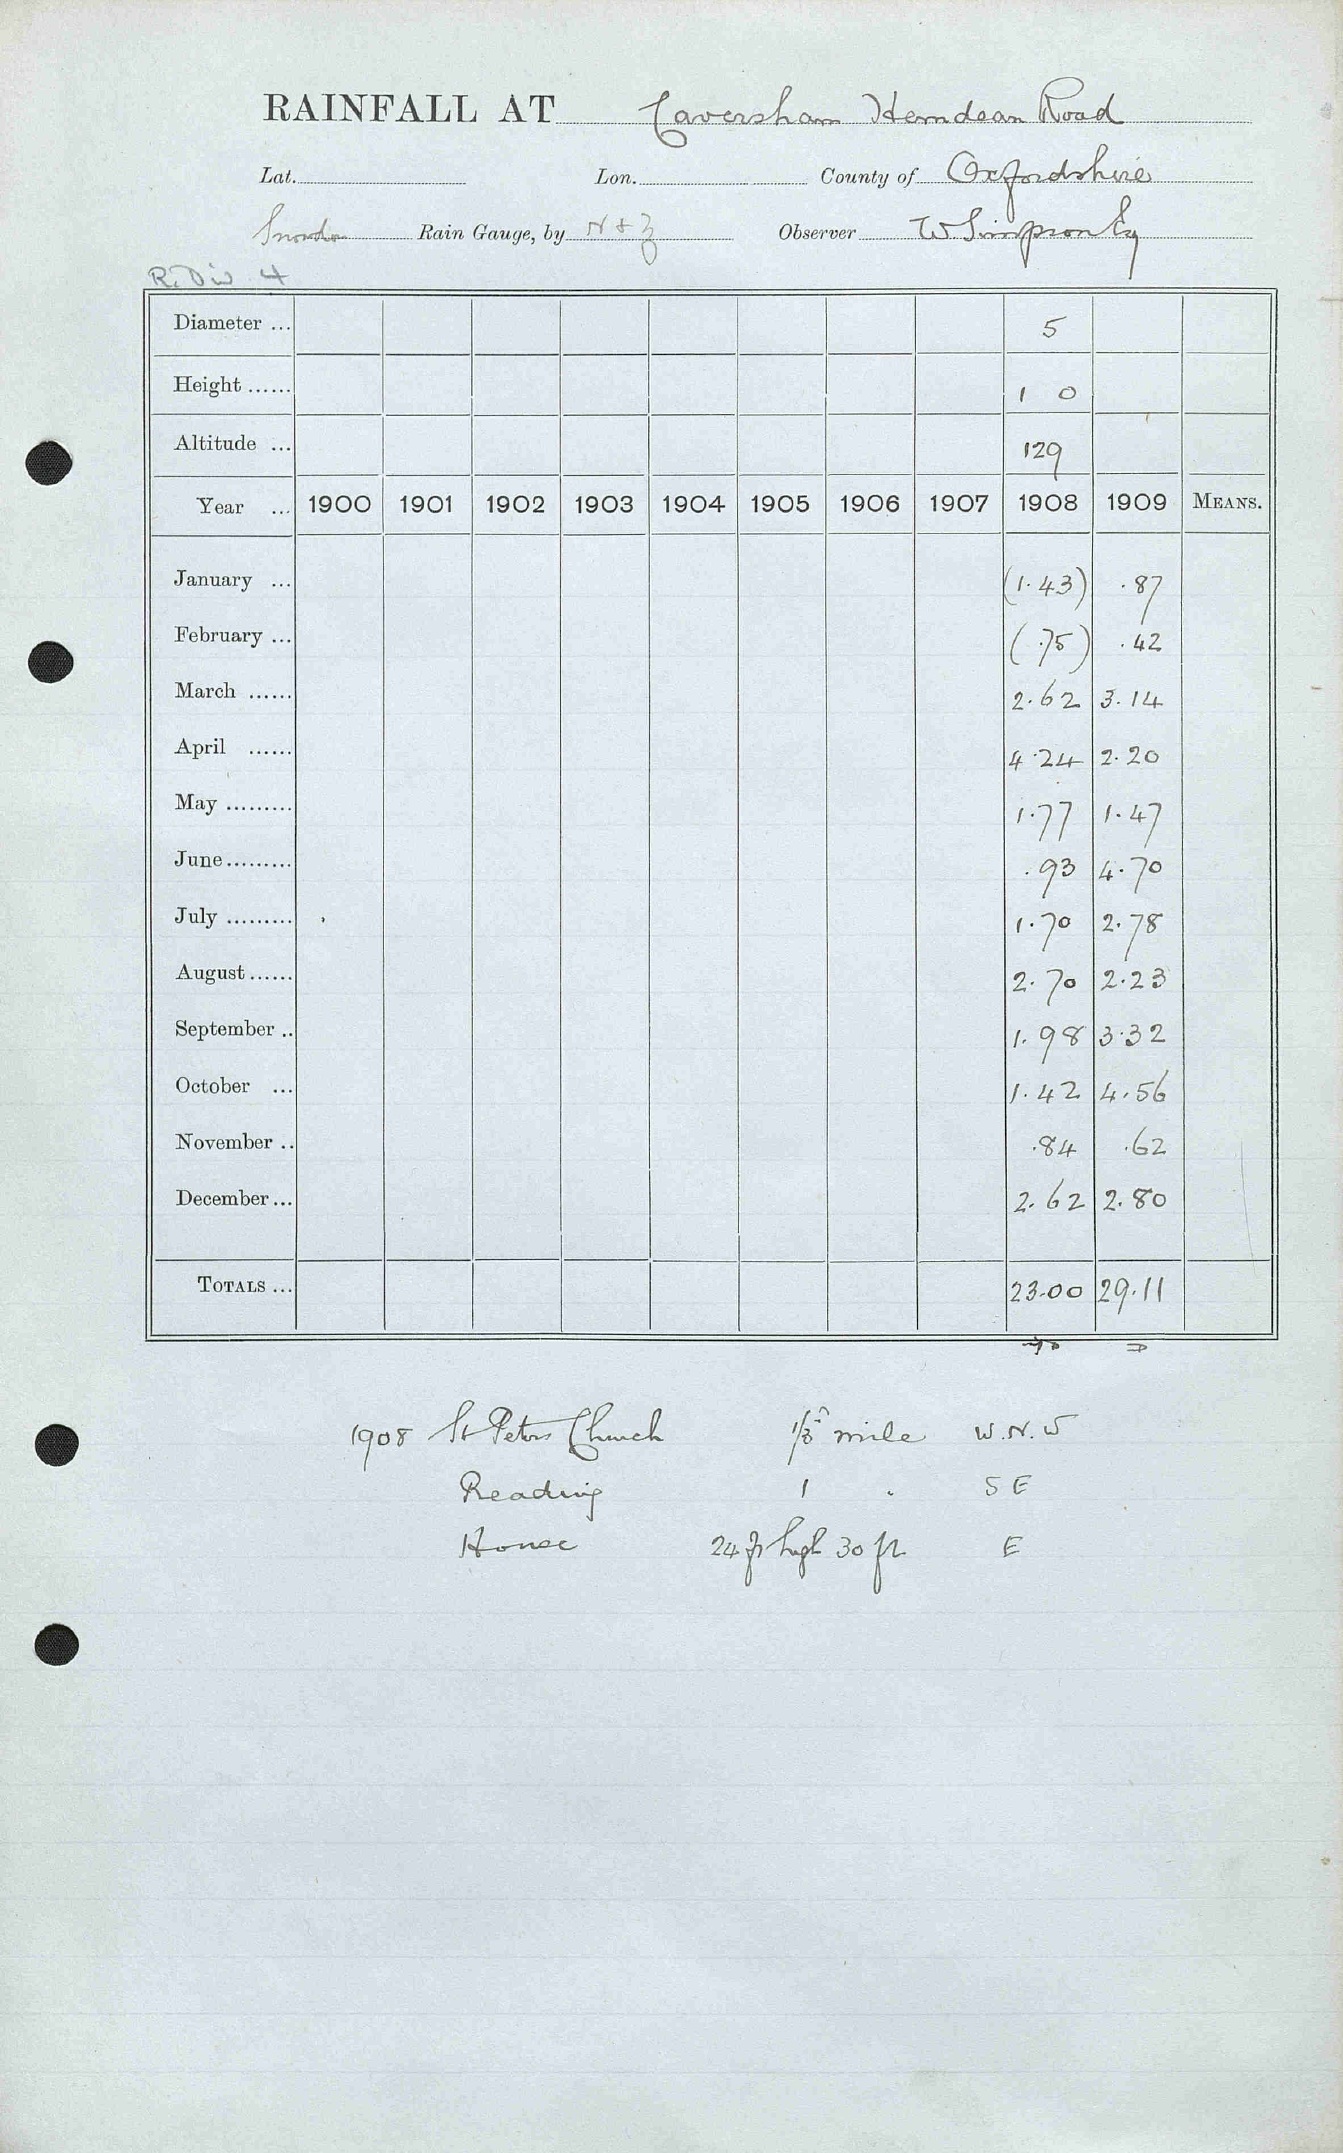 RAINFALL AT Caversham Hemdean Road
Lat. Lon. County of Oxfordshire
Snowdon Rain Gauge, by N & Z Observer W Simpson Esq
R. Div 4
Diameter ... 5
Height ...... 1 0
Altitude ... 129
Year ... 1900 1901 1902 1903 1904 1905 1906 1907 1908 1909 MEANS.
January ... (1.43) .87
February ... (.75) .42
March ...... 2.62 3.14
April ...... 4.24 2.20
May ......... 1.77 1.47
June ......... .93 4.70
July ......... 1.70 2.78
August ...... 2.70 2.23
September .. 1.98 3.32
October ... 1.42 4.56
November .. .84 .62
December ... 2.62 2.80
TOTALS ... 23.00 29.11
1908 St Peters Church 1/3 mile W.N.W
Reading 1 " S E
House 24 ft high 30 ft E